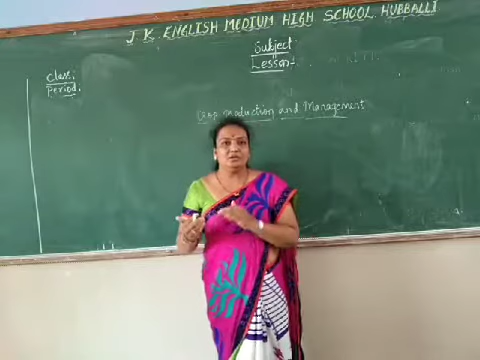 J K ENGLISH MEDIUM HIGH SCHOOL. HUBBALLI
Subject
Lesson-
Class:
Period.
Crop production and Management